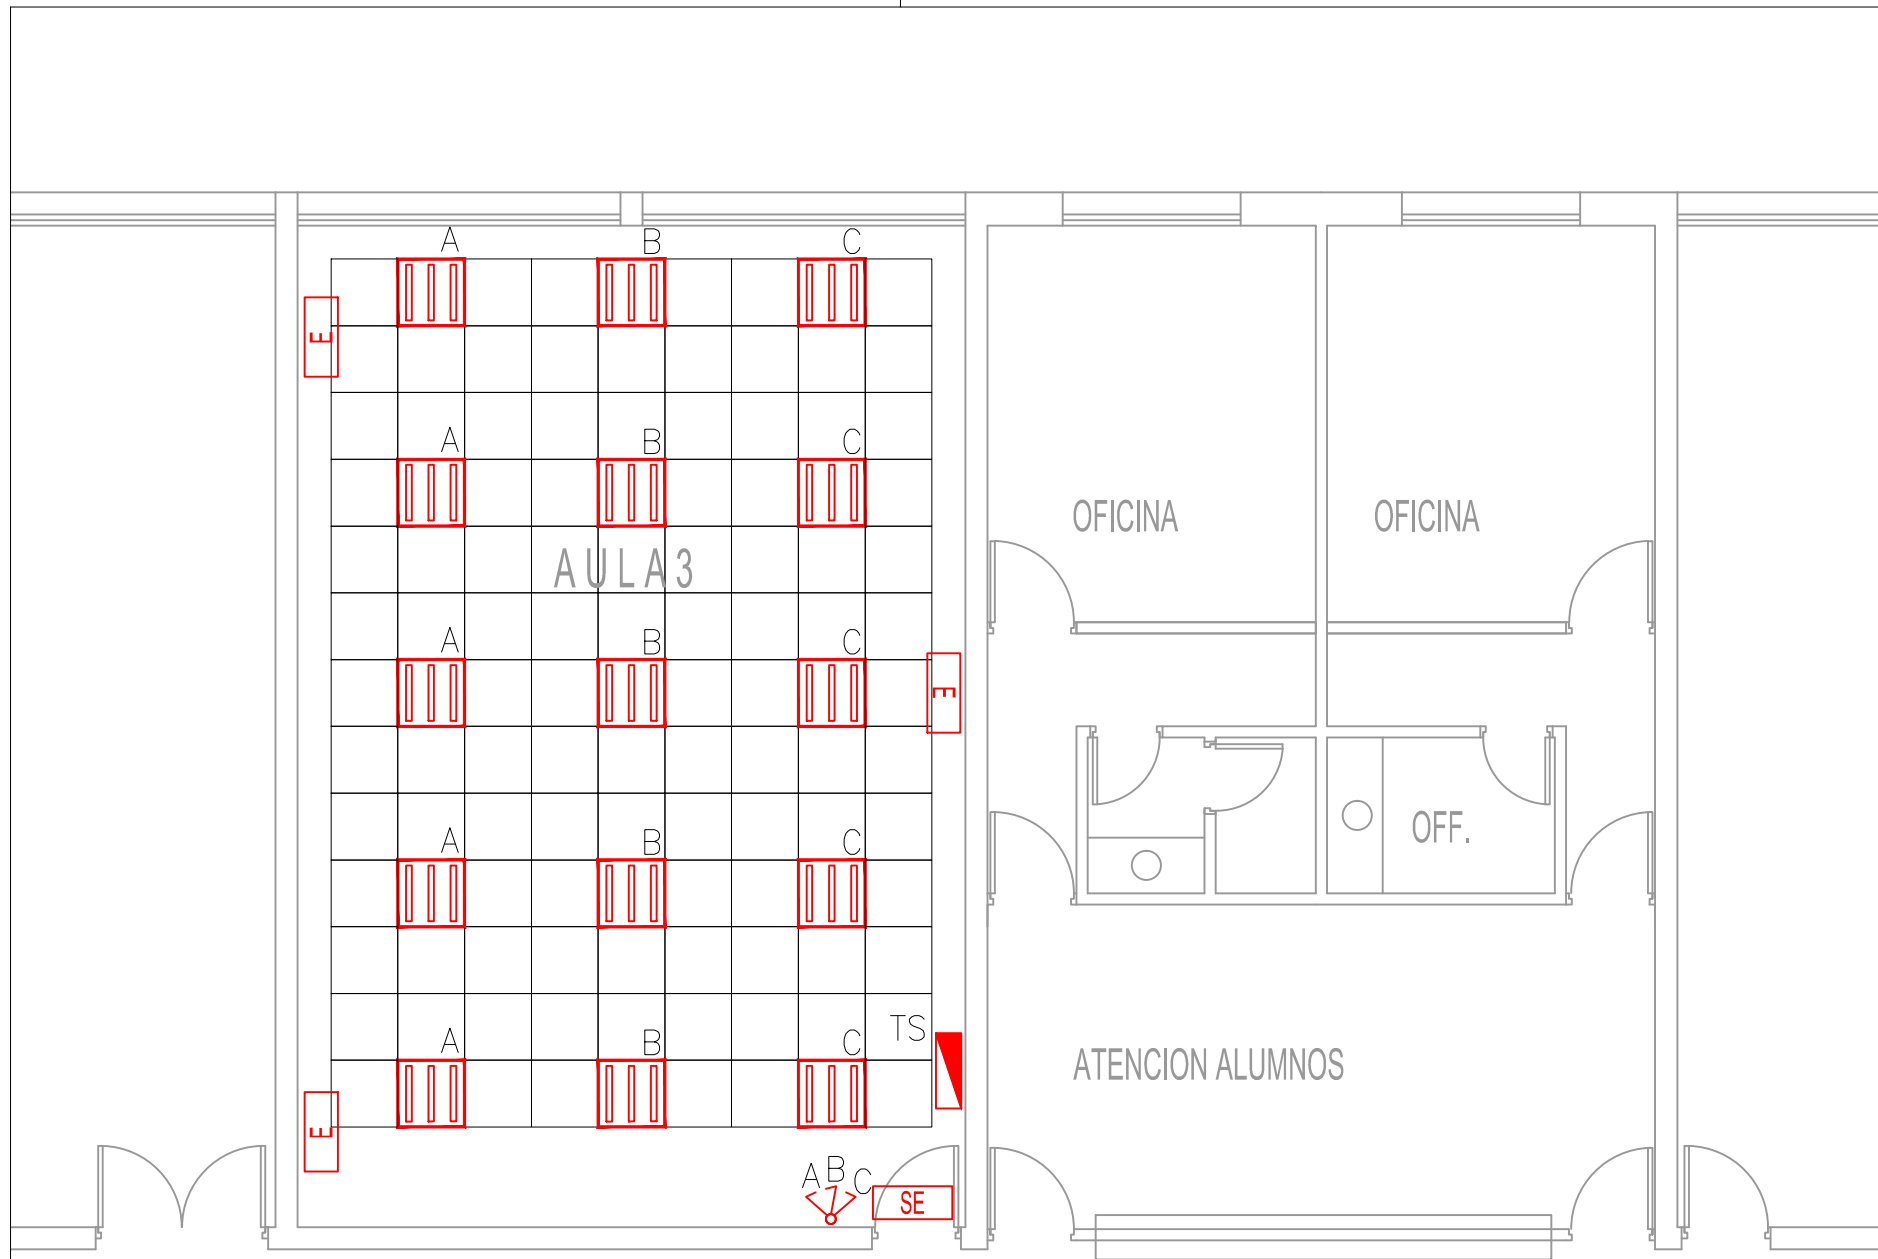 A B C
E
A B C
OFICINA OFICINA
AULA3
A B C
E
A B C
OFF.
TS
A B C
ATENCION ALUMNOS
E
A B C
SE